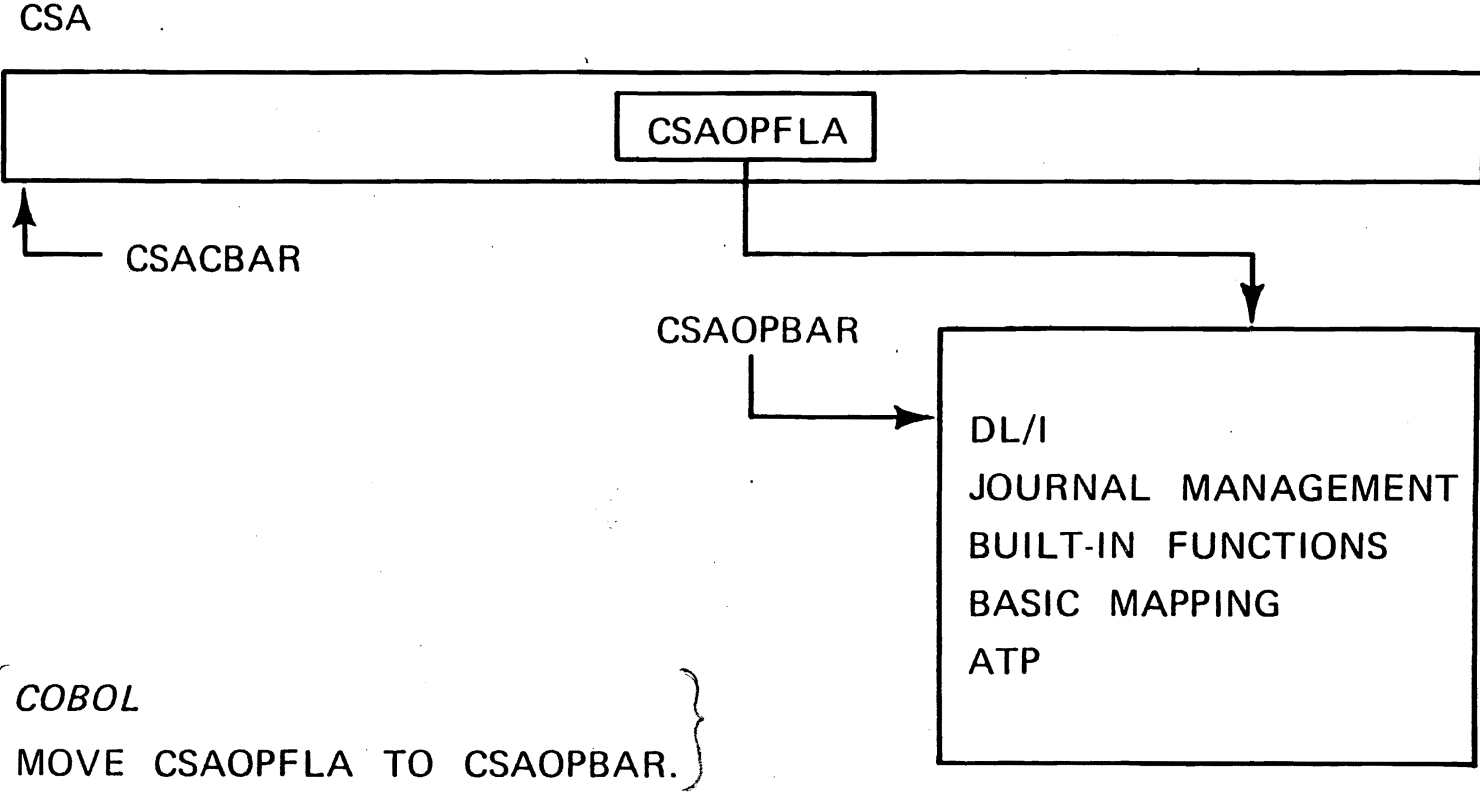 CSA
CSAOPFLA
CSACBAR
CSAOPBAR
DL/I
JOURNAL MANAGEMENT
BUILT-IN FUNCTIONS
BASIC MAPPING
ATP
COBOL
MOVE CSAOPFLA TO CSAOPBAR.